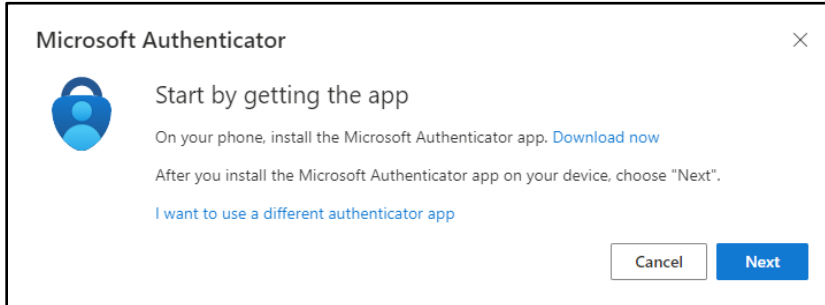 Microsoft Authenticator
Start by getting the app
On your phone, install the Microsoft Authenticator app. Download now
After you install the Microsoft Authenticator app on your device, choose "Next".
I want to use a different authenticator app
Cancel Next